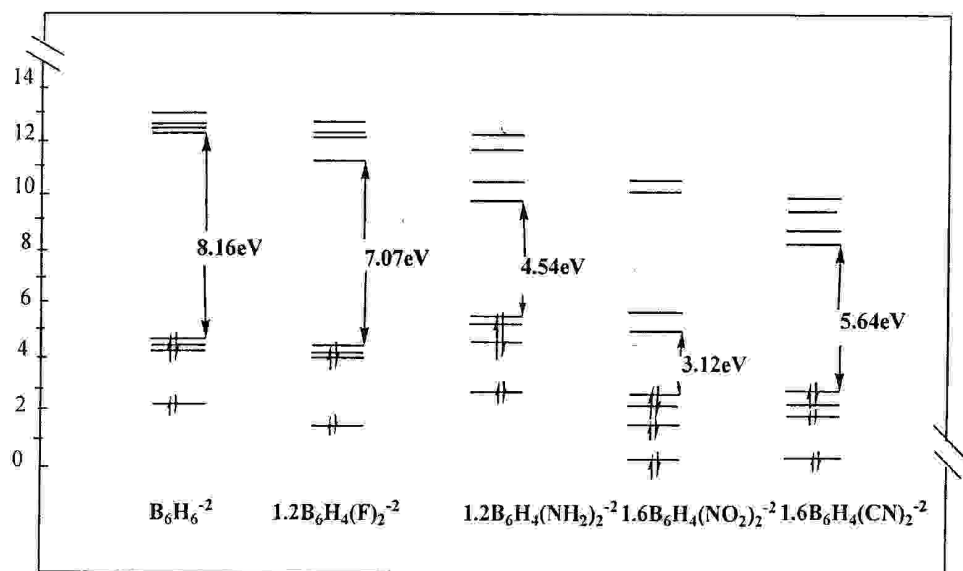 14
12
10
8
6
4
2
0
8.16eV
7.07eV
4.54eV
3.12eV
5.64eV
B₆H₆⁻²
1.2B₆H₄(F)₂⁻²
1.2B₆H₄(NH₂)₂⁻²
1.6B₆H₄(NO₂)₂⁻²
1.6B₆H₄(CN)₂⁻²